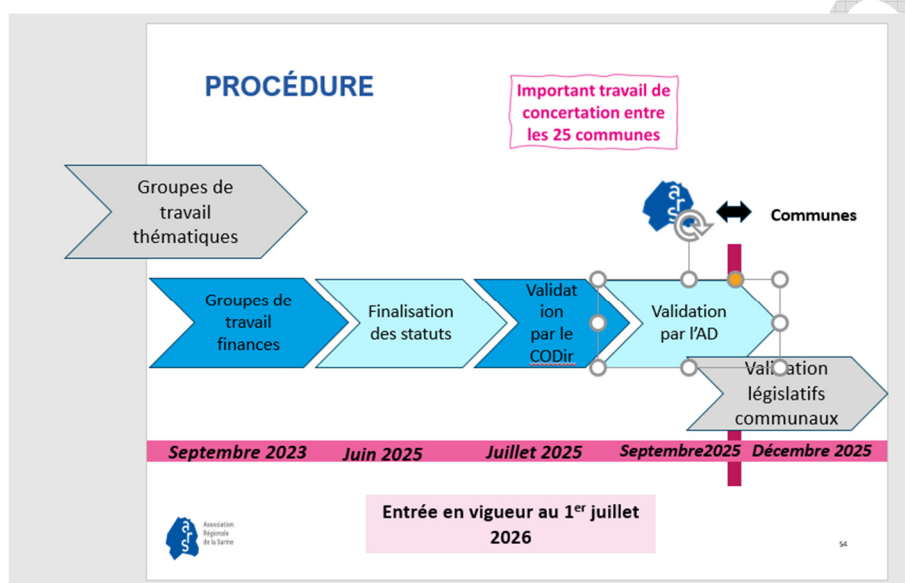 PROCÉDURE
Important travail de
concertation entre
les 25 communes
Groupes de
travail
thématiques
ars
Communes
Groupes de
travail
finances
Finalisation
des statuts
Validat
ion
par le
CODir
Validation
par l'AD
Validation
législatifs
communaux
Septembre 2023
Juin 2025
Juillet 2025
Septembre2025
Décembre 2025
Entrée en vigueur au 1er juillet
2026
ars
Association
Régionale
de la Sarine
54